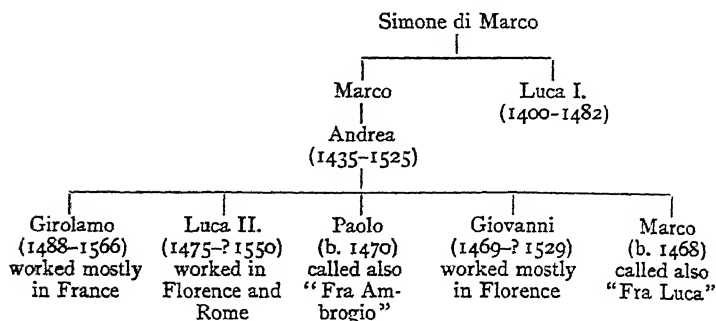 Simone di Marco
Marco Luca I.
(1400-1482)
Andrea
(1435-1525)
Girolamo Luca II. Paolo Giovanni Marco
(1488-1566) (1475-? 1550) (b. 1470) (1469-? 1529) (b. 1468)
worked mostly worked in called also worked mostly called also
in France Florence and “Fra Am- in Florence “Fra Luca”
Rome brogio”